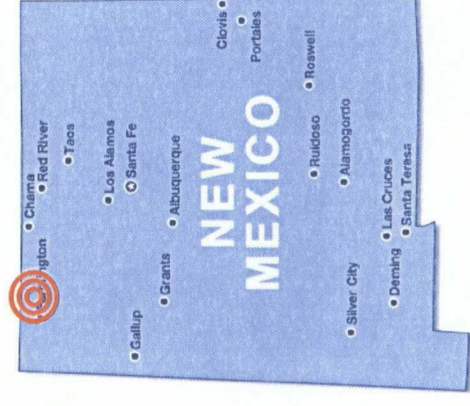 Chama
Red River
ngton
Taos
Los Alamos
Santa Fe
Clovis
Portales
Albuquerque
Grants
Gallup
NEW
MEXICO
Roswell
Ruidoso
Alamogordo
Silver City
Las Cruces
Deming
Santa Teresa